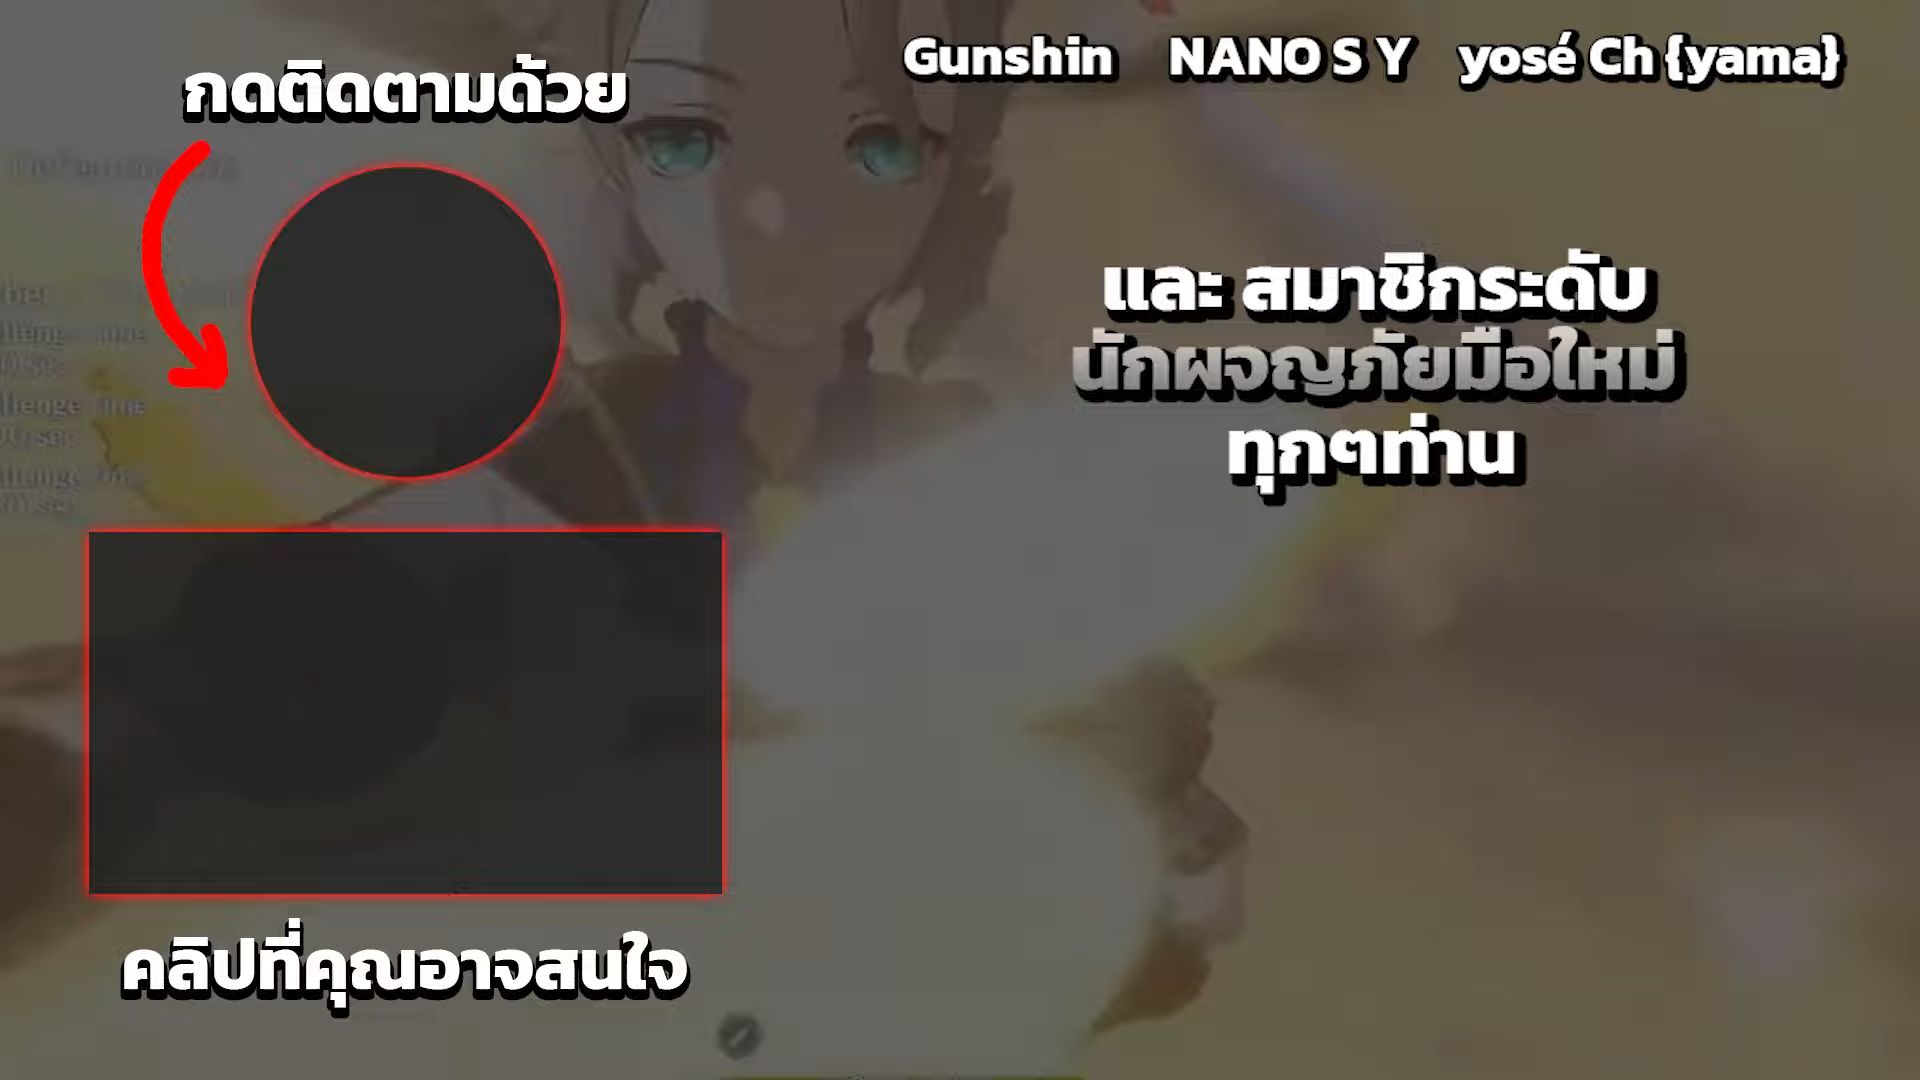 กดติดตามด้วย
Gunshin NANO S Y yosé Ch {yama}
และ สมาชิกระดับ
นักผจญภัยมือใหม่
ทุกๆท่าน
คลิปที่คุณอาจสนใจ